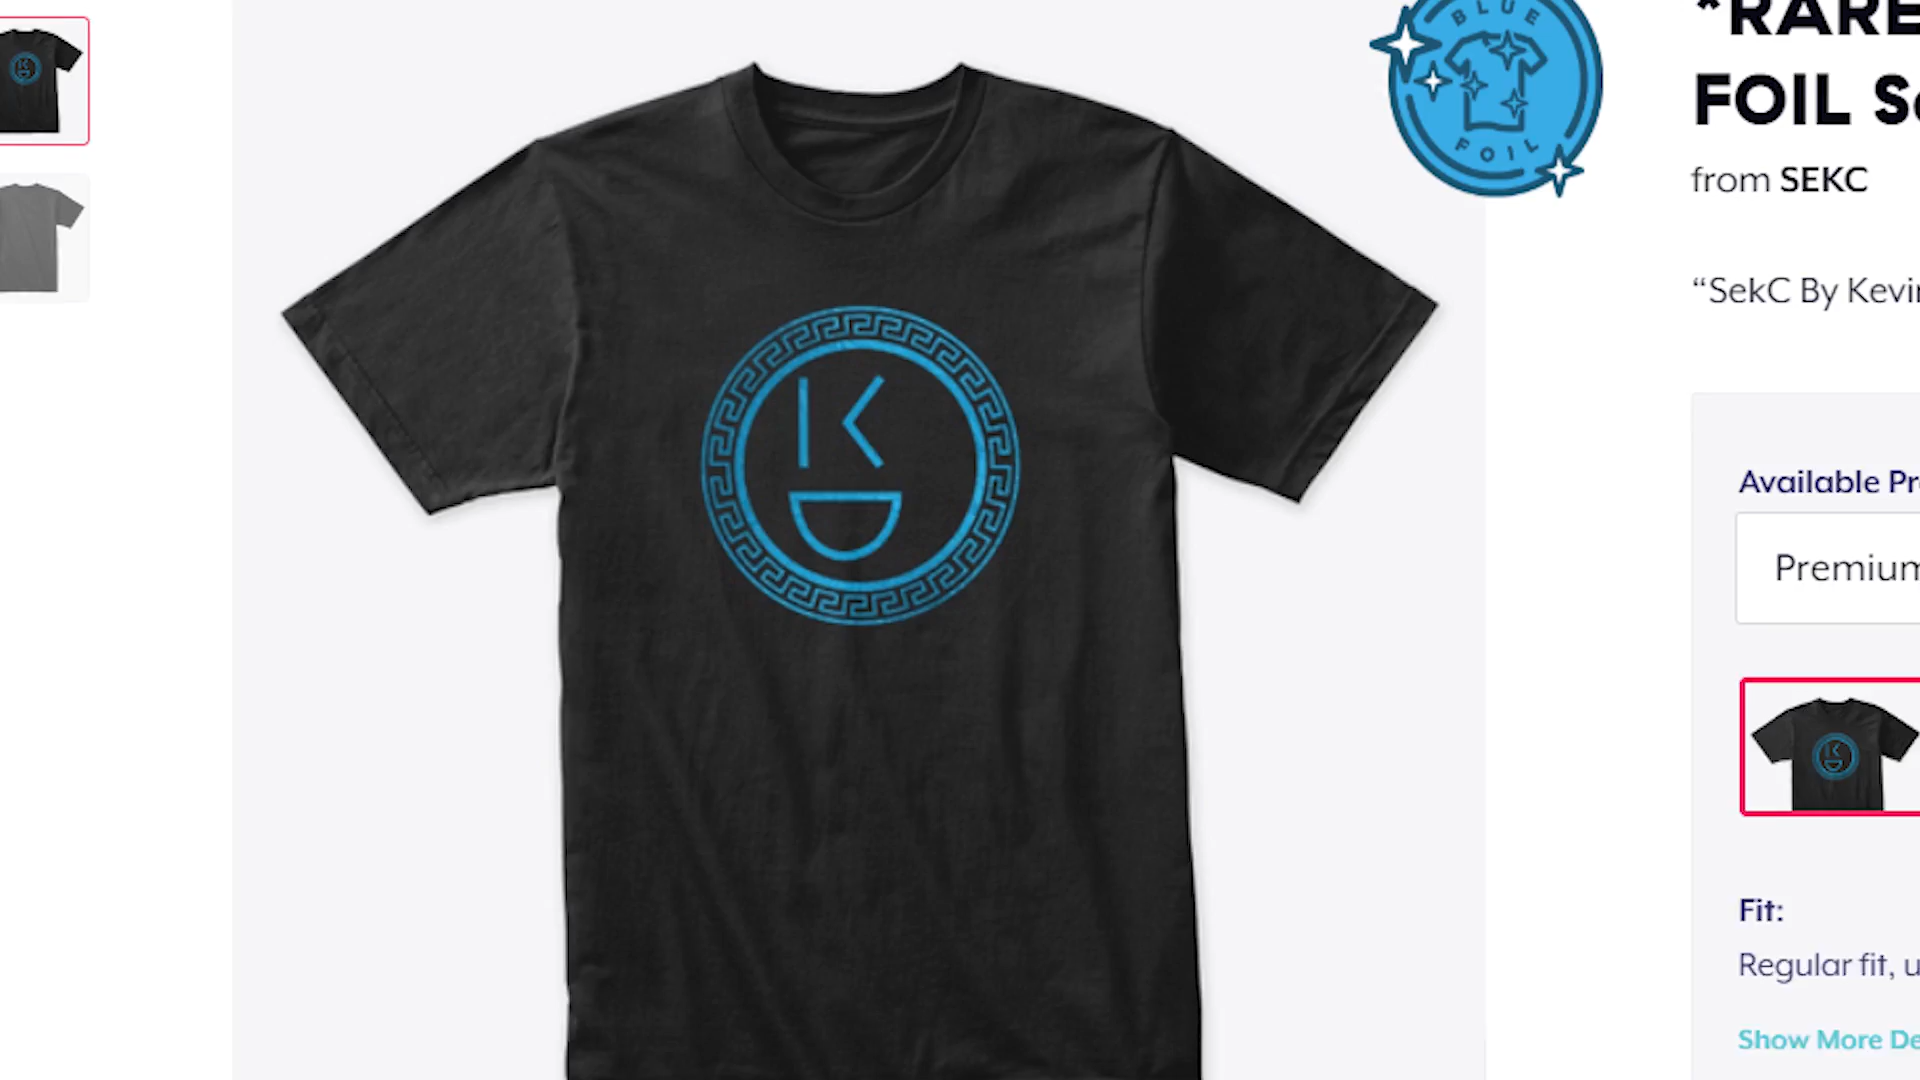 BLUE
FOIL
*RARE
FOIL
from SEKC
“SekC By
Available
Premium
Fit:
Regular fit,
Show More